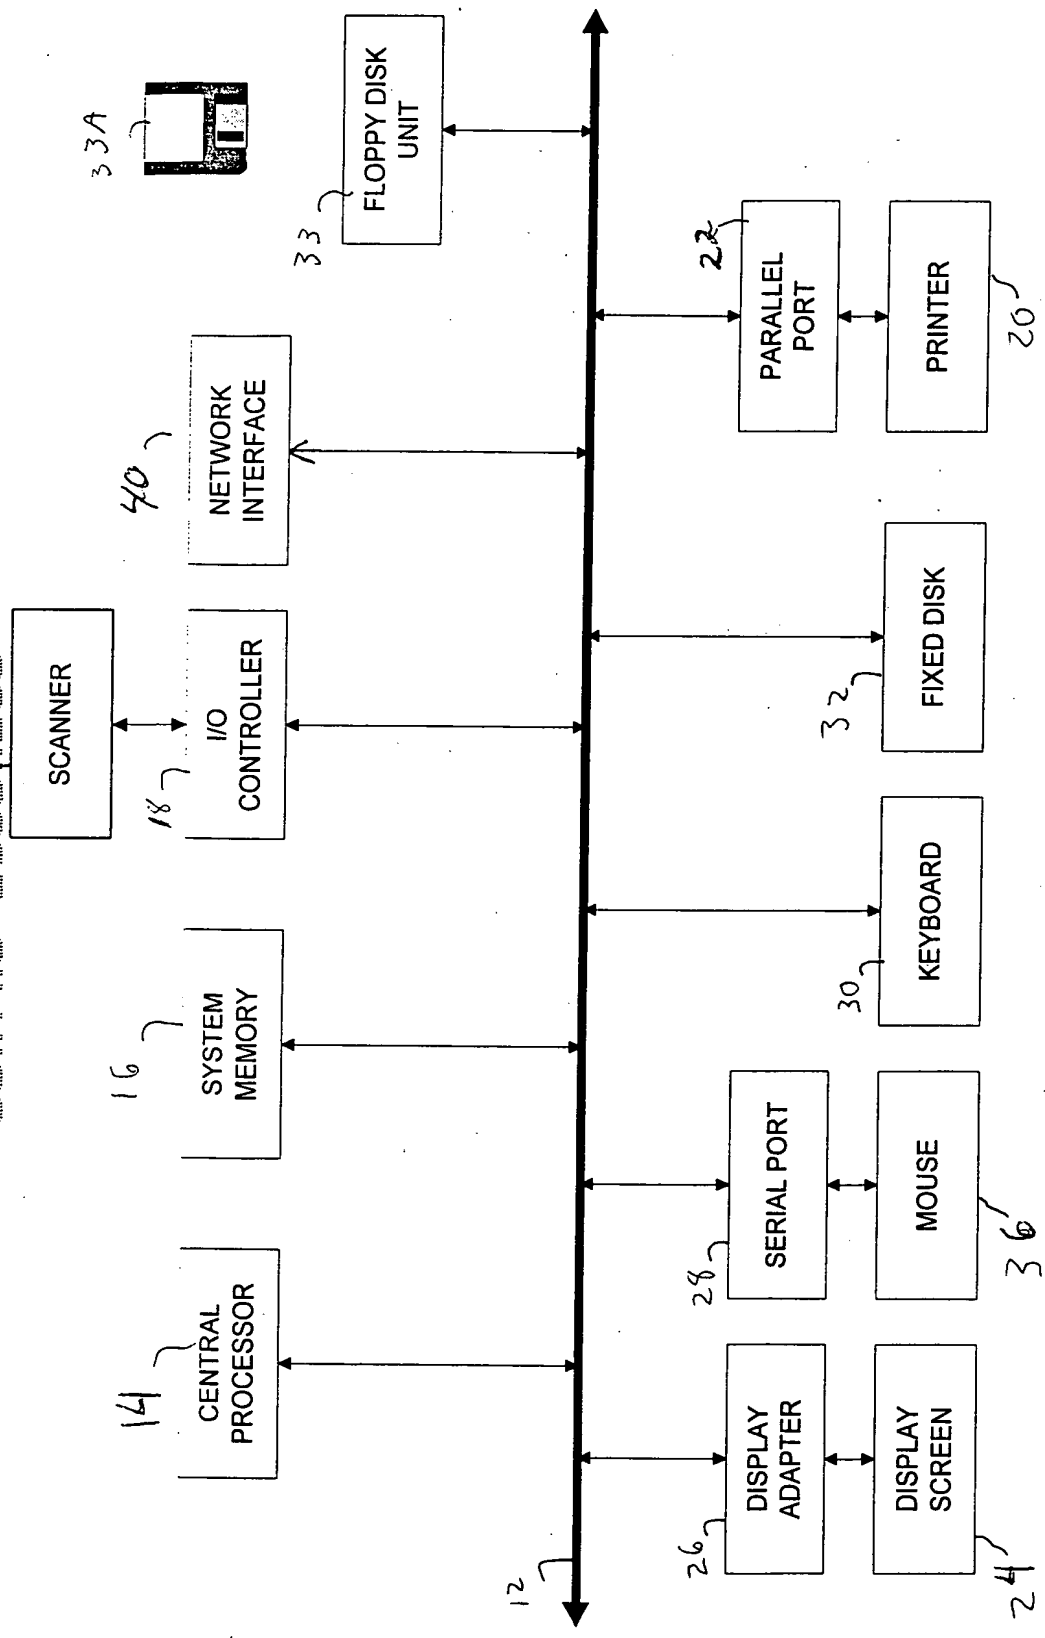 SCANNER
33A
14
CENTRAL
PROCESSOR
16
SYSTEM
MEMORY
18
I/O
CONTROLLER
40
NETWORK
INTERFACE
33
FLOPPY DISK
UNIT
12
26
DISPLAY
ADAPTER
28
SERIAL PORT
PARALLEL
PORT
22
DISPLAY
SCREEN
24
MOUSE
36
30
KEYBOARD
32
FIXED DISK
PRINTER
20